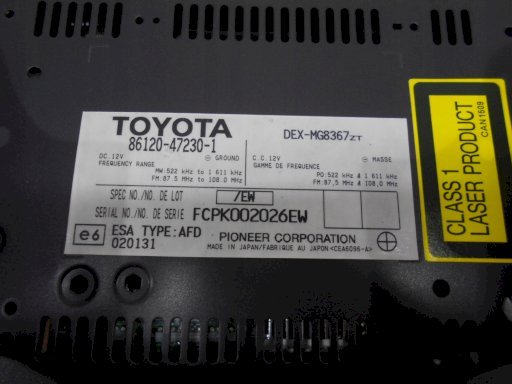 TOYOTA
86120-47230-1
DEX-MG8367ZT
DC.12V ⊖ GROUND
FREQUENCY RANGE
MW:522 kHz to 1 611 kHz
FM:87.5 MHz to 108.0 MHz
C.C.12V ⊖ MASSE
GAMME DE FREQUENCE
PO:522 kHz à 1 611 kHz
FM:87.5 MHz à 108.0 MHz
SPEC NO./NO. DE LOT /EW
SERIAL NO./NO. DE SERIE FCPK002026EW
e6 ESA TYPE:AFD
020131
PIONEER CORPORATION
MADE IN JAPAN/FABRIQUE AU JAPON <CEA6096-A>
CLASS 1
LASER PRODUCT
CAN1509